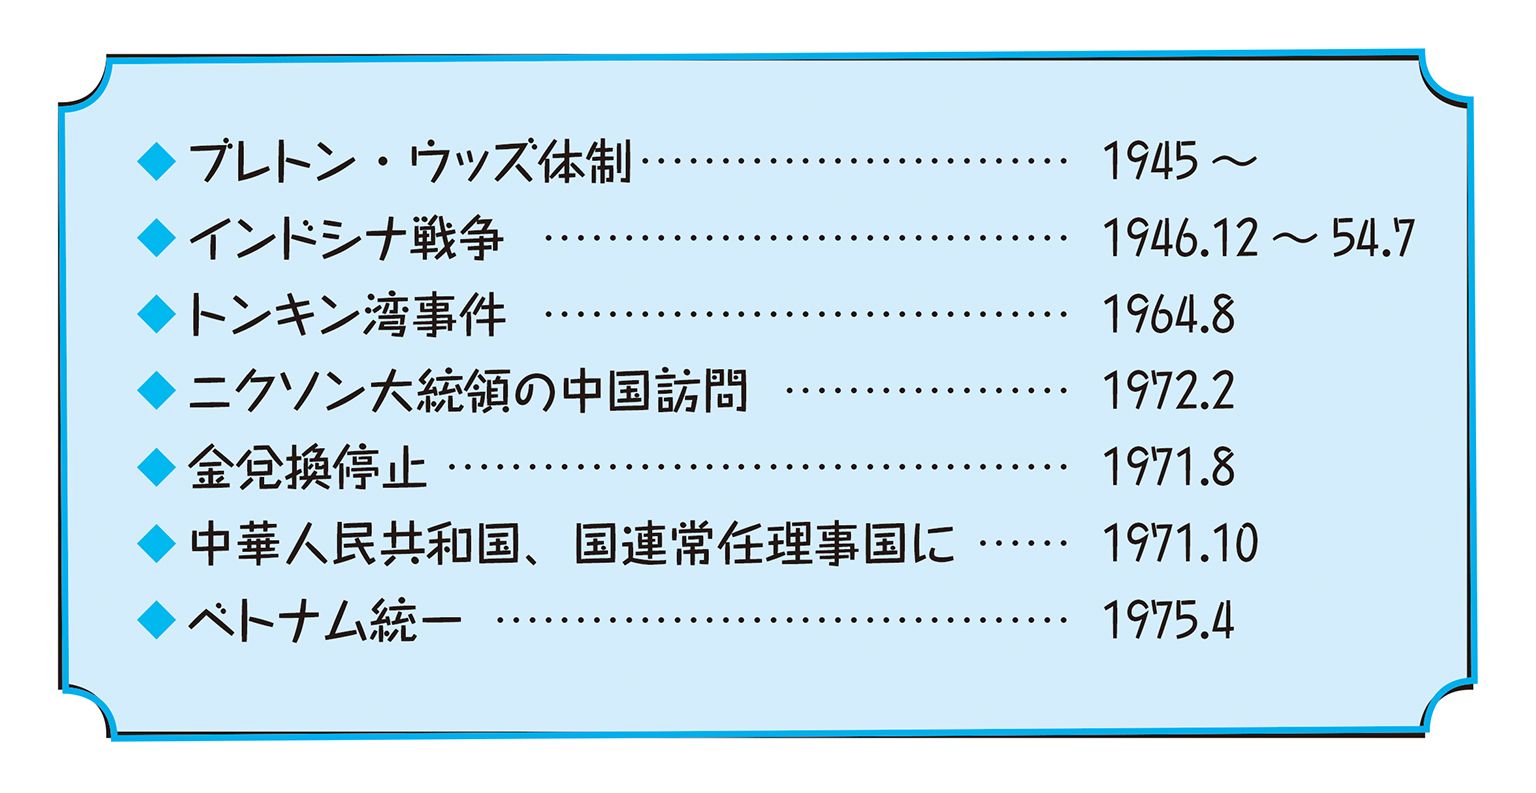 ◆ブレトン・ウッズ体制………………………… 1945～
◆インドシナ戦争 ………………………………… 1946.12～54.7
◆トンキン湾事件 ………………………………… 1964.8
◆ニクソン大統領の中国訪問 ………………… 1972.2
◆金兌換停止 ……………………………………… 1971.8
◆中華人民共和国、国連常任理事国に …… 1971.10
◆ベトナム統一 …………………………………… 1975.4